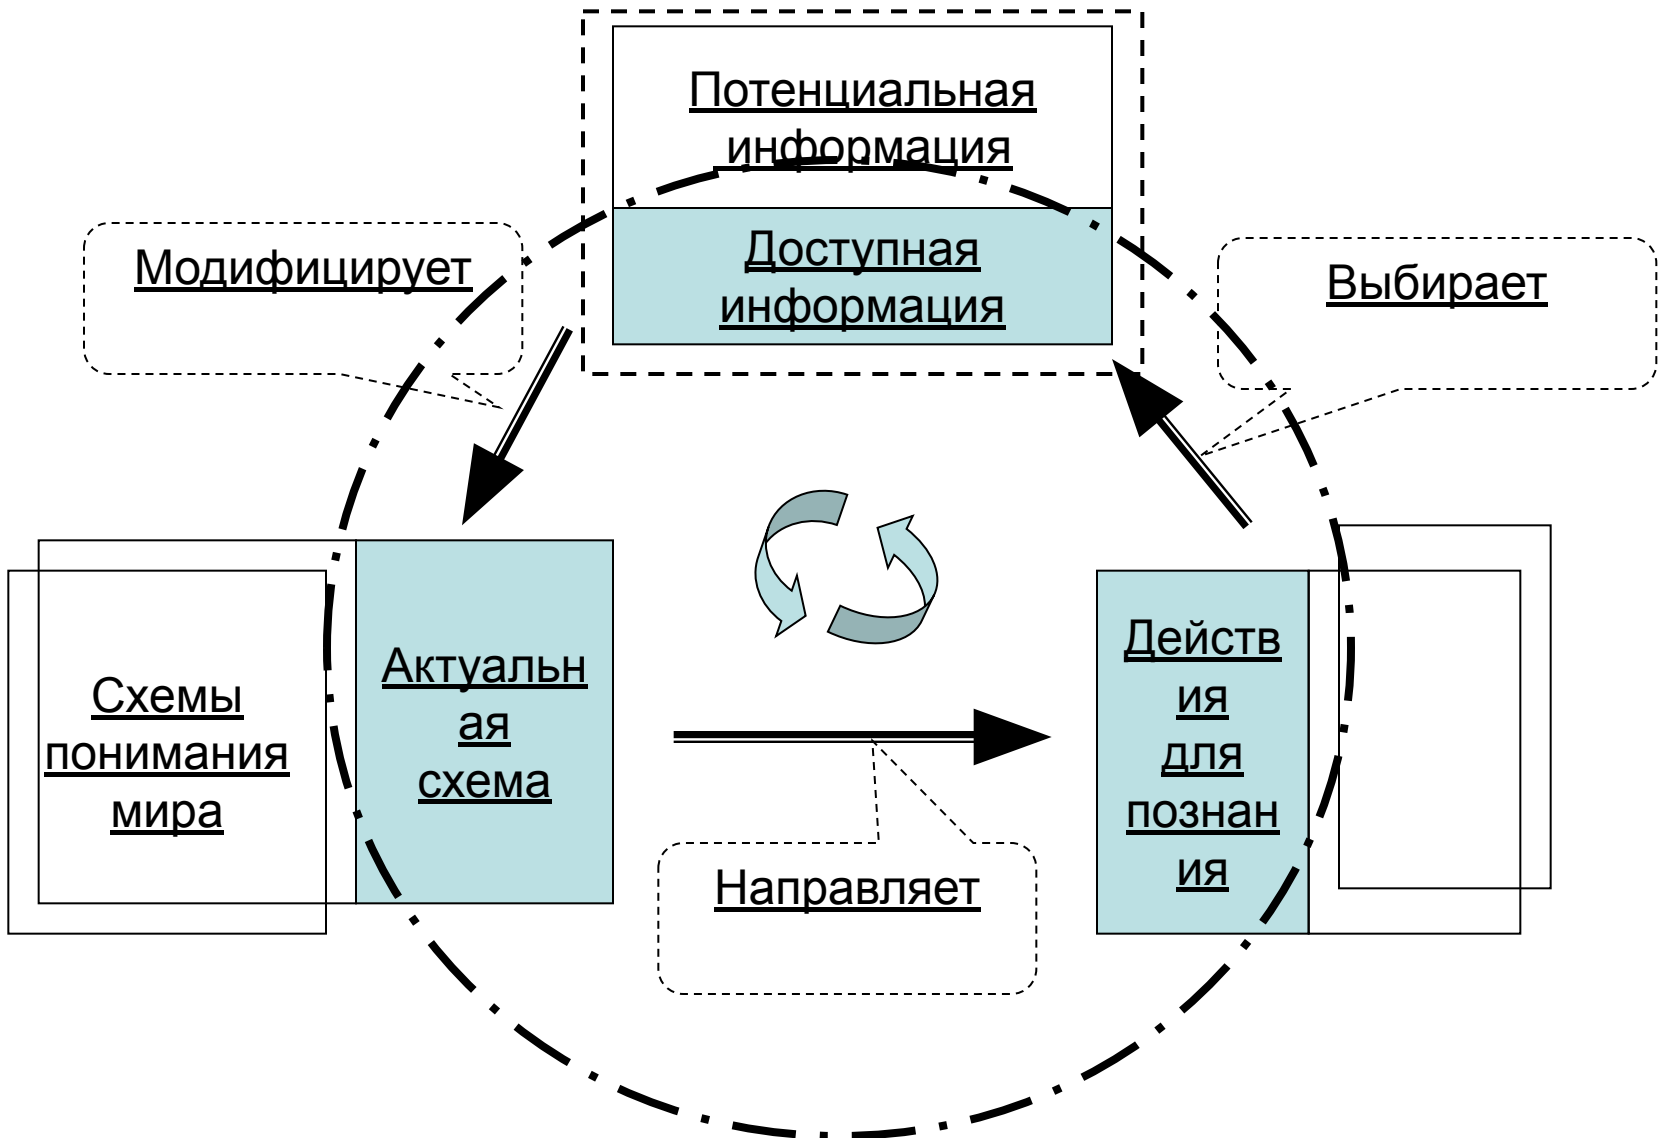 Потенциальная
информация
Доступная
информация
Модифицирует
Выбирает
Схемы
понимания
мира
Актуальн
ая
схема
Действ
ия
для
познан
ия
Направляет